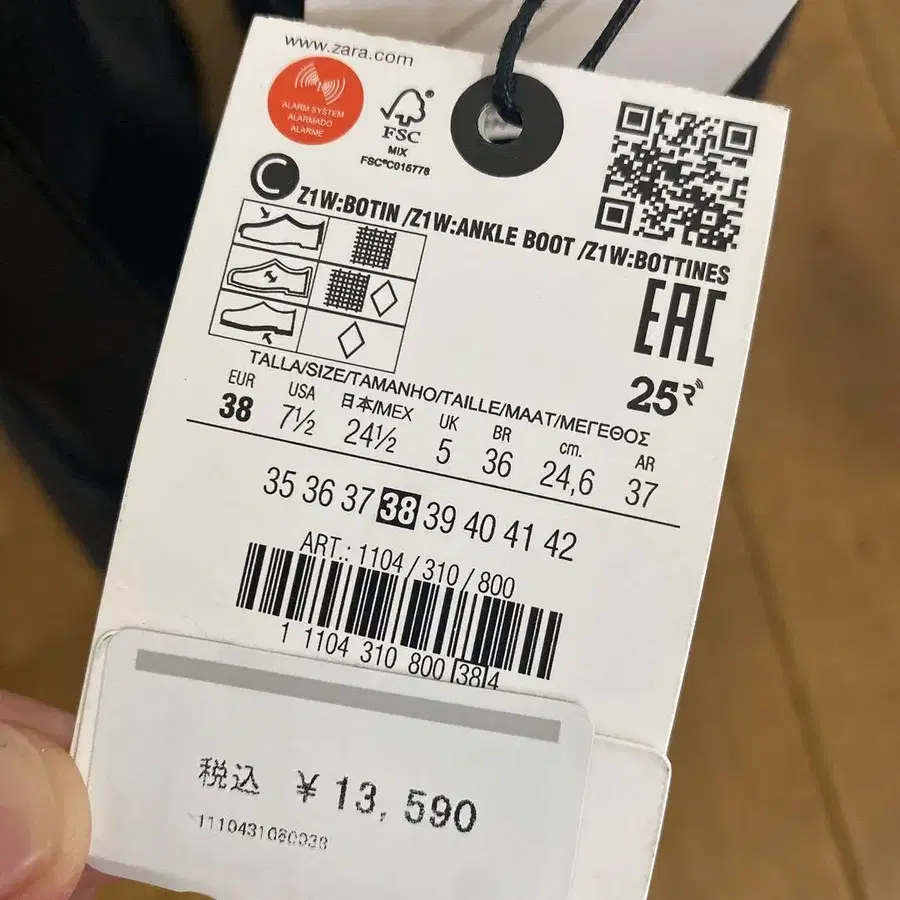 www.zara.com
ALARM SYSTEM
ALARMADO
ALARME
FSC®
MIX
FSC®C015778
C
Z1W:BOTIN /Z1W:ANKLE BOOT /Z1W:BOTTINES
EAC
25
TALLA/SIZE/TAMANHO/TAILLE/MAAT/ΜΕΓΕΘΟΣ
EUR USA 日本/MEX UK BR cm. AR
38 7½ 24½ 5 36 24,6 37
35 36 37 38 39 40 41 42
ART.: 1104 / 310 / 800
1 1104 310 800 38 4
税込 ¥ 13,590
1110431080038